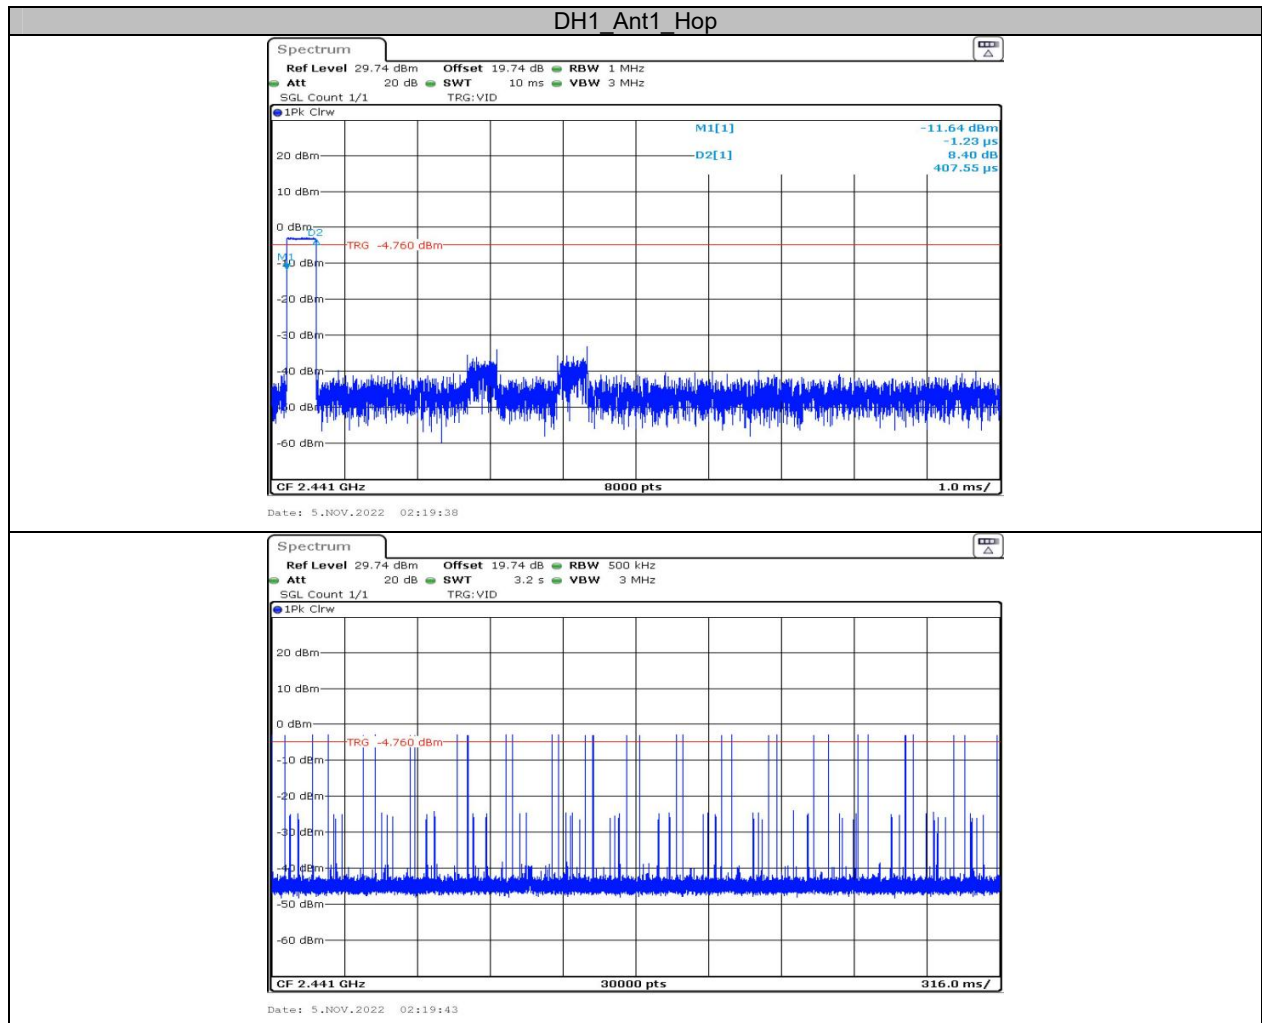 DH1_Ant1_Hop
Spectrum
Ref Level 29.74 dBm Offset 19.74 dB RBW 1 MHz
Att 20 dB SWT 10 ms VBW 3 MHz
SGL Count 1/1 TRG:VID
1Pk Clrw
M1[1] -11.64 dBm
-1.23 µs
20 dBm D2[1] 8.40 dB
407.55 µs
10 dBm
0 dBm
D2
TRG -4.760 dBm
M1
-10 dBm
-20 dBm
-30 dBm
-40 dBm
-50 dBm
-60 dBm
CF 2.441 GHz 8000 pts 1.0 ms/
Date: 5.NOV.2022 02:19:38
Spectrum
Ref Level 29.74 dBm Offset 19.74 dB RBW 500 kHz
Att 20 dB SWT 3.2 s VBW 3 MHz
SGL Count 1/1 TRG:VID
1Pk Clrw
20 dBm
10 dBm
0 dBm
TRG -4.760 dBm
-10 dBm
-20 dBm
-30 dBm
-40 dBm
-50 dBm
-60 dBm
CF 2.441 GHz 30000 pts 316.0 ms/
Date: 5.NOV.2022 02:19:43